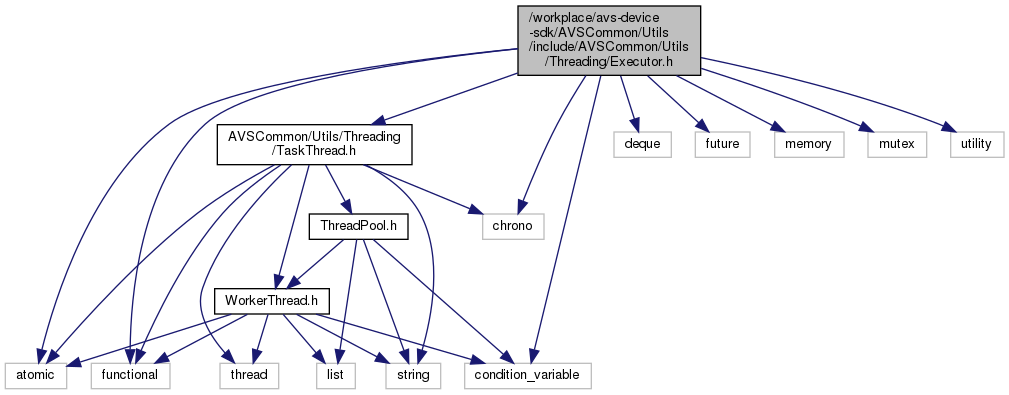 /workplace/avs-device
-sdk/AVSCommon/Utils
/include/AVSCommon/Utils
/Threading/Executor.h
AVSCommon/Utils/Threading
/TaskThread.h
deque
future
memory
mutex
utility
ThreadPool.h
chrono
WorkerThread.h
atomic
functional
thread
list
string
condition_variable